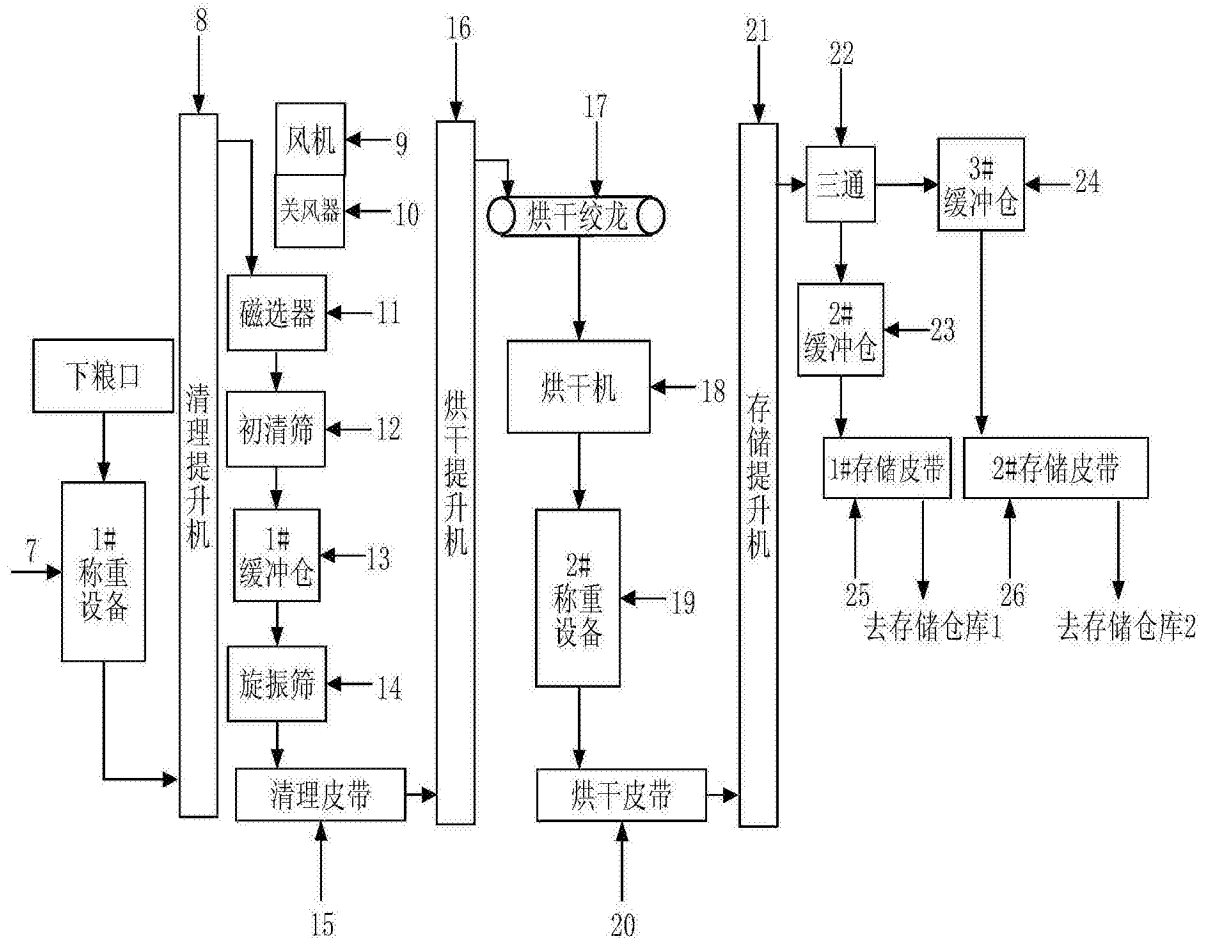 8
16
21
22
17
风机
9
关风器
10
三通
3#
缓冲仓
24
烘干绞龙
磁选器
11
2#
缓冲仓
23
下粮口
清理提升机
烘干提升机
存储提升机
初清筛
12
烘干机
18
1#存储皮带
2#存储皮带
7
1#
称重
设备
1#
缓冲仓
13
2#
称重
设备
19
25
26
去存储仓库1
去存储仓库2
旋振筛
14
清理皮带
烘干皮带
15
20